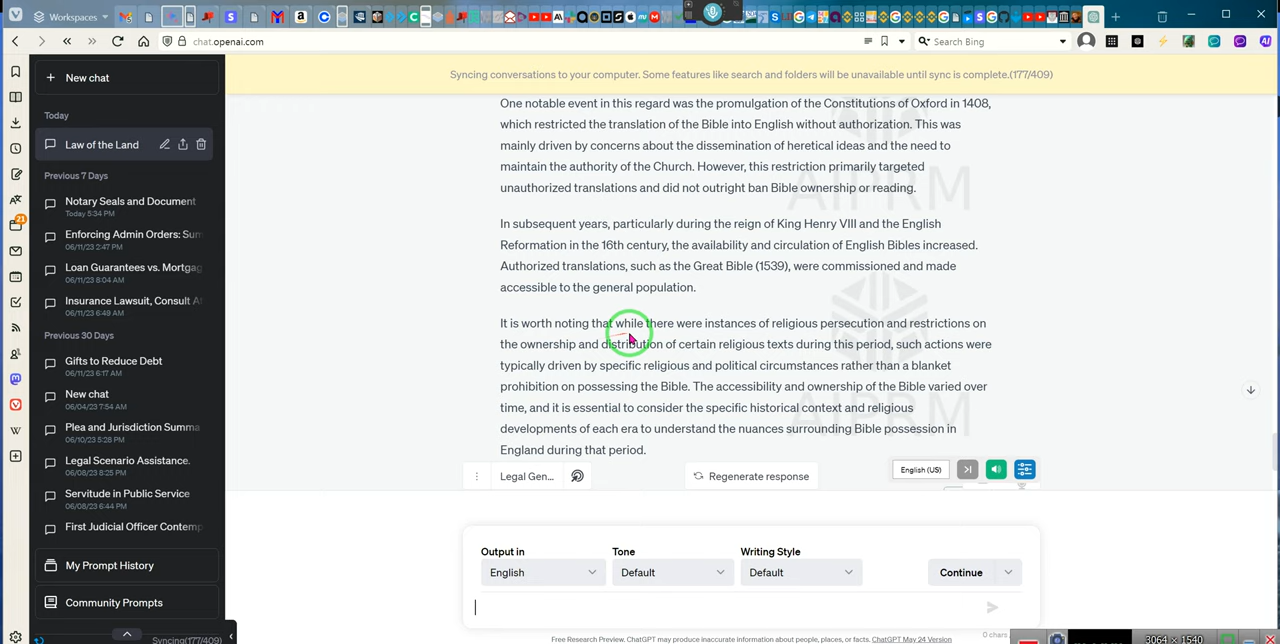 Workspaces
chat.openai.com
Search Bing
Syncing conversations to your computer. Some features like search and folders will be unavailable until sync is complete.(177/409)
New chat
Today
Law of the Land
Previous 7 Days
Notary Seals and Document
Today 5:34 PM
Enforcing Admin Orders: Sum
06/11/23 2:47 PM
Loan Guarantees vs. Mortgag
06/11/23 8:04 AM
Insurance Lawsuit, Consult A
06/11/23 6:49 AM
Previous 30 Days
Gifts to Reduce Debt
06/11/23 6:17 AM
New chat
06/04/23 7:54 AM
Plea and Jurisdiction Summa
06/10/23 5:28 PM
Legal Scenario Assistance.
06/08/23 8:25 PM
Servitude in Public Service
06/08/23 6:44 PM
First Judicial Officer Contemp
My Prompt History
Community Prompts
Syncing(177/409)
21
One notable event in this regard was the promulgation of the Constitutions of Oxford in 1408,
which restricted the translation of the Bible into English without authorization. This was
mainly driven by concerns about the dissemination of heretical ideas and the need to
maintain the authority of the Church. However, this restriction primarily targeted
unauthorized translations and did not outright ban Bible ownership or reading.
In subsequent years, particularly during the reign of King Henry VIII and the English
Reformation in the 16th century, the availability and circulation of English Bibles increased.
Authorized translations, such as the Great Bible (1539), were commissioned and made
accessible to the general population.
It is worth noting that while there were instances of religious persecution and restrictions on
the ownership and distribution of certain religious texts during this period, such actions were
typically driven by specific religious and political circumstances rather than a blanket
prohibition on possessing the Bible. The accessibility and ownership of the Bible varied over
time, and it is essential to consider the specific historical context and religious
developments of each era to understand the nuances surrounding Bible possession in
England during that period.
AIPRM
AIPRM
Legal Gen...
Regenerate response
English (US)
Output in
Tone
Writing Style
English
Default
Default
Continue
0 chars
Free Research Preview. ChatGPT may produce inaccurate information about people, places, or facts. ChatGPT May 24 Version
3064 × 1540